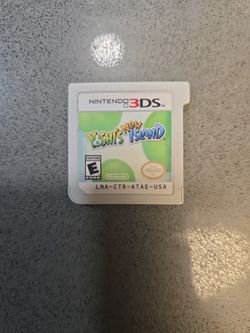 NINTENDO 3DS
YOSHI'S NEW ISLAND
E
LNA-CTR-ATAE-USA